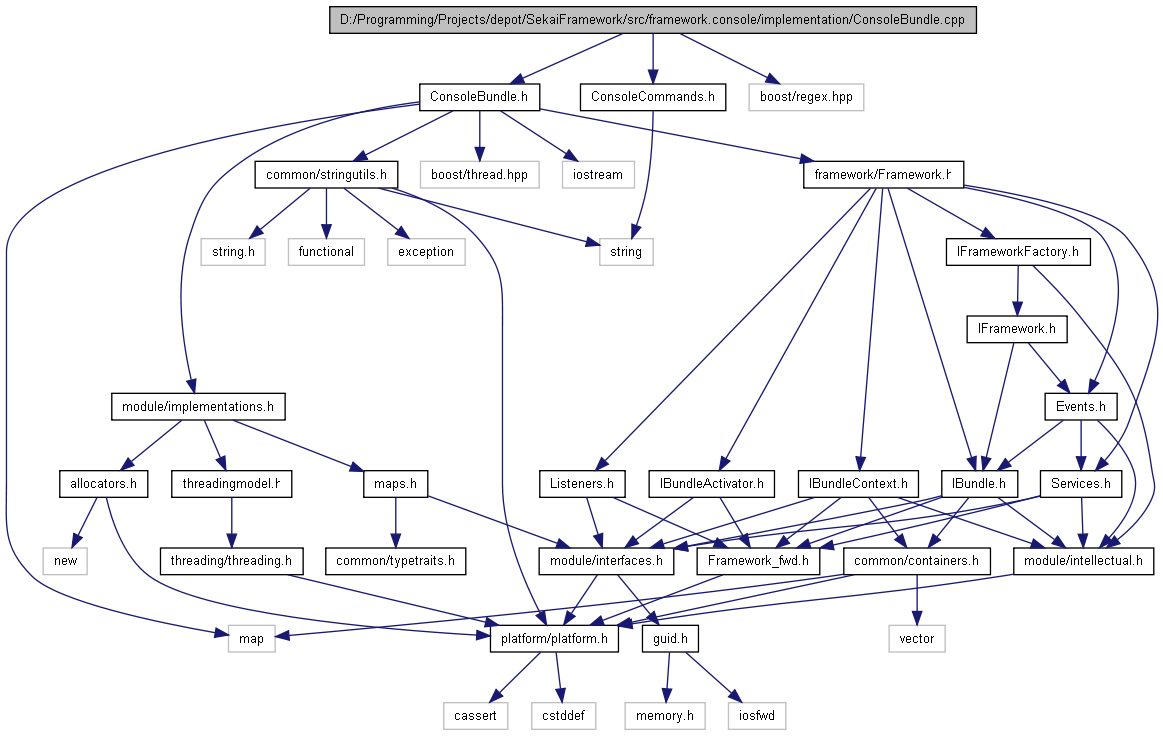 D:/Programming/Projects/depot/SekaiFramework/src/framework.console/implementation/ConsoleBundle.cpp
ConsoleBundle.h
ConsoleCommands.h
boost/regex.hpp
common/stringutils.h
boost/thread.hpp
iostream
framework/Framework.h
string.h
functional
exception
string
IFrameworkFactory.h
IFramework.h
module/implementations.h
Events.h
allocators.h
threadingmodel.h
maps.h
Listeners.h
IBundleActivator.h
IBundleContext.h
IBundle.h
Services.h
new
threading/threading.h
common/typetraits.h
module/interfaces.h
Framework_fwd.h
common/containers.h
module/intellectual.h
map
platform/platform.h
guid.h
vector
cassert
cstddef
memory.h
iosfwd